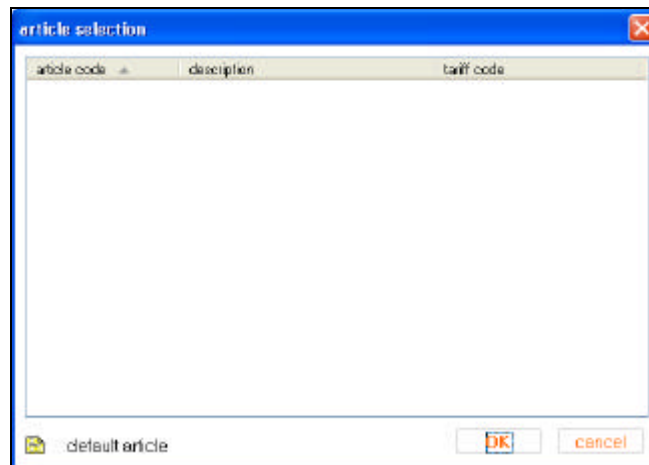 article selection
article code description tariff code
default article OK cancel